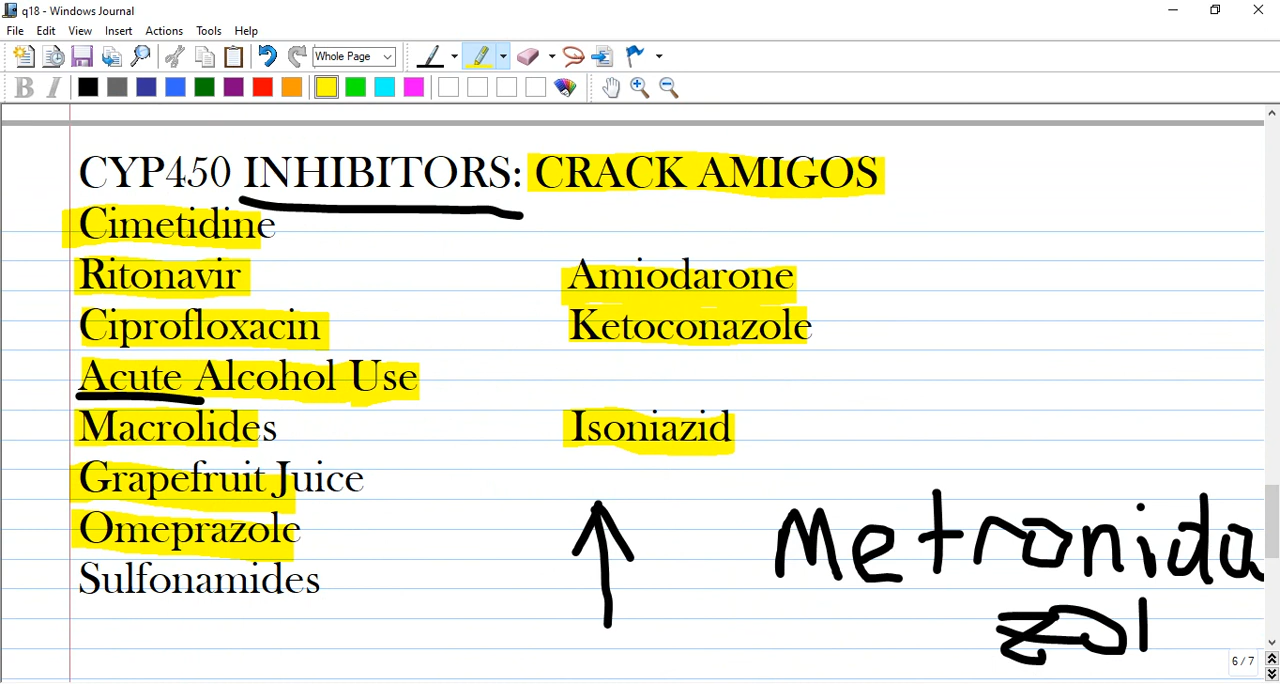 q18 - Windows Journal
File Edit View Insert Actions Tools Help
Whole Page
B I
CYP450 INHIBITORS: CRACK AMIGOS
Cimetidine
Ritonavir Amiodarone
Ciprofloxacin Ketoconazole
Acute Alcohol Use
Macrolides Isoniazid
Grapefruit Juice
Omeprazole
Sulfonamides
Metronida
zol
6 / 7